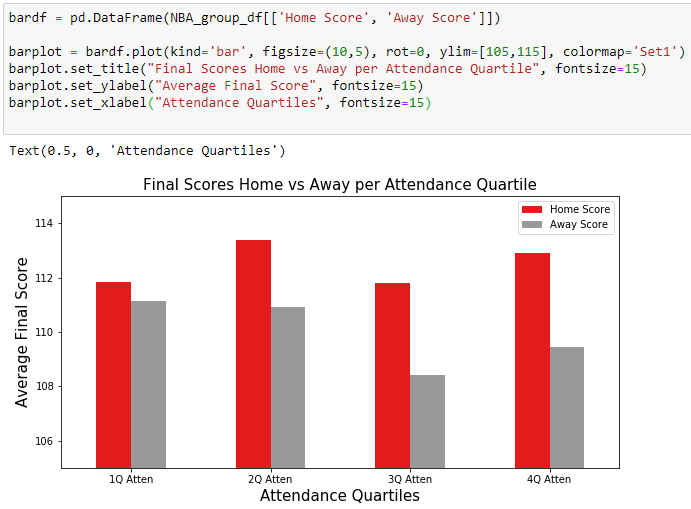 bardf = pd.DataFrame(NBA_group_df[['Home Score', 'Away Score']])
barplot = bardf.plot(kind='bar', figsize=(10,5), rot=0, ylim=[105,115], colormap='Set1')
barplot.set_title("Final Scores Home vs Away per Attendance Quartile", fontsize=15)
barplot.set_ylabel("Average Final Score", fontsize=15)
barplot.set_xlabel("Attendance Quartiles", fontsize=15)
Text(0.5, 0, 'Attendance Quartiles')
Final Scores Home vs Away per Attendance Quartile
Home Score
Away Score
114
112
110
108
106
Average Final Score
1Q Atten
2Q Atten
3Q Atten
4Q Atten
Attendance Quartiles